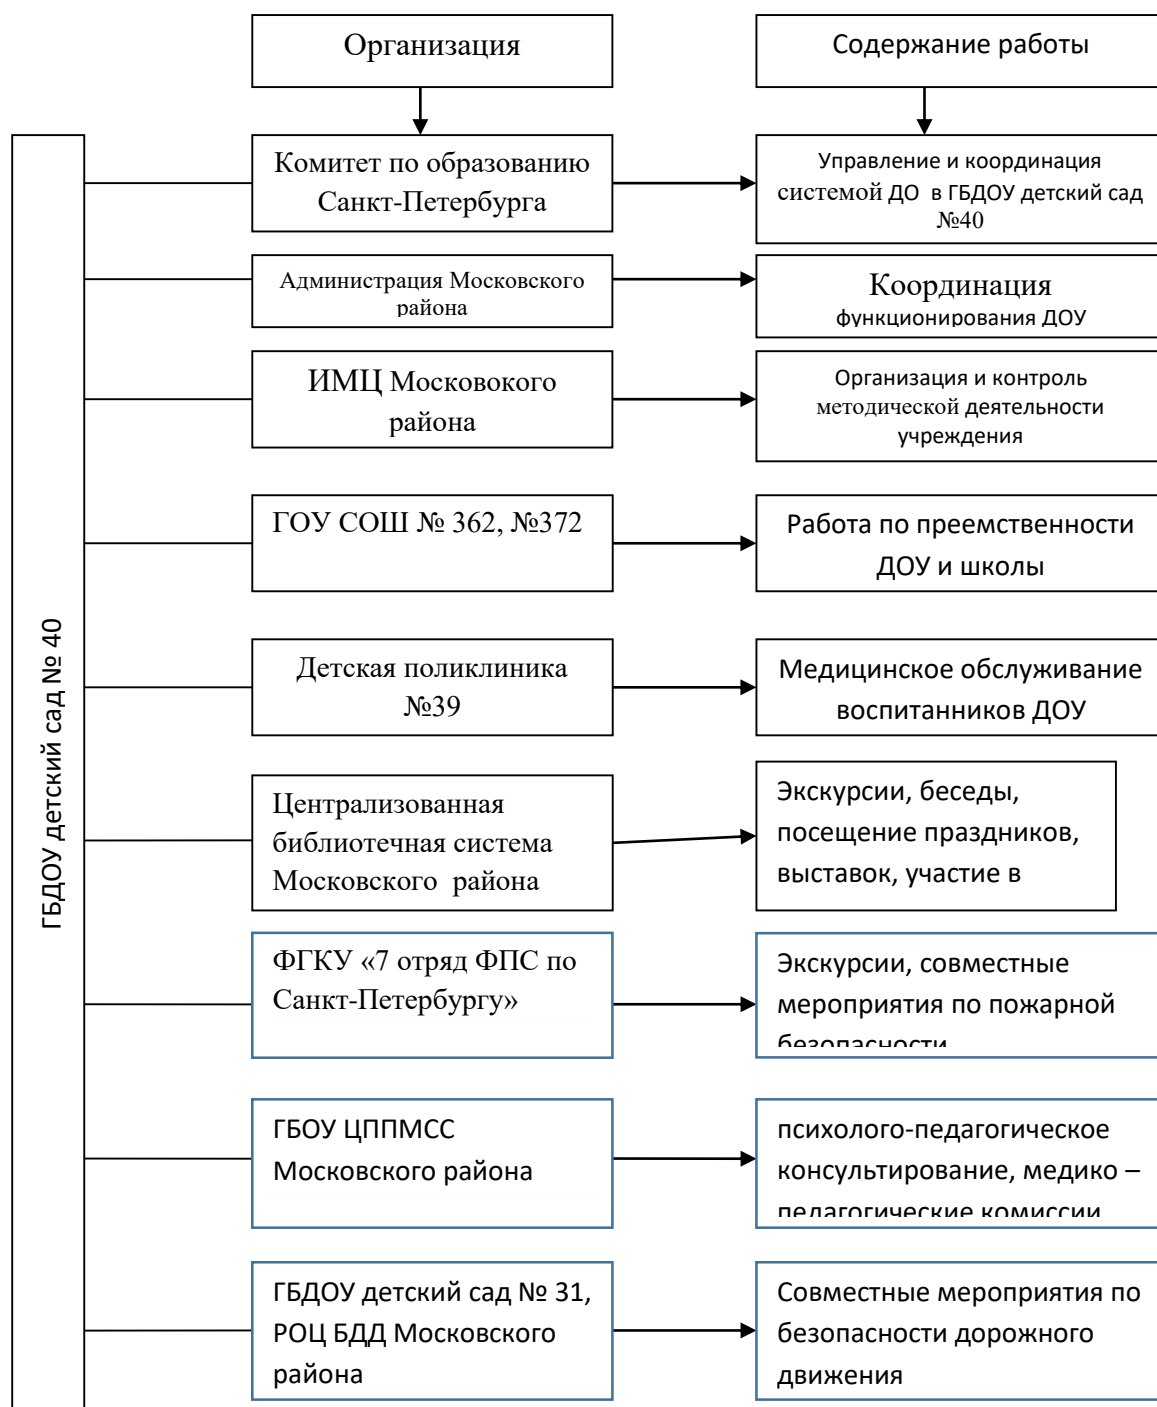 Организация
Содержание работы
ГБДОУ детский сад № 40
Комитет по образованию
Санкт-Петербурга
Управление и координация
системой ДО в ГБДОУ детский сад
№40
Администрация Московского
района
Координация
функционирования ДОУ
ИМЦ Московокого
района
Организация и контроль
методической деятельности
учреждения
ГОУ СОШ № 362, №372
Работа по преемственности
ДОУ и школы
Детская поликлиника
№39
Медицинское обслуживание
воспитанников ДОУ
Централизованная
библиотечная система
Московского района
Экскурсии, беседы,
посещение праздников,
выставок, участие в
ФГКУ «7 отряд ФПС по
Санкт-Петербургу»
Экскурсии, совместные
мероприятия по пожарной
безопасности
ГБОУ ЦППМСС
Московского района
психолого-педагогическое
консультирование, медико –
педагогические комиссии
ГБДОУ детский сад № 31,
РОЦ БДД Московского
района
Совместные мероприятия по
безопасности дорожного
движения